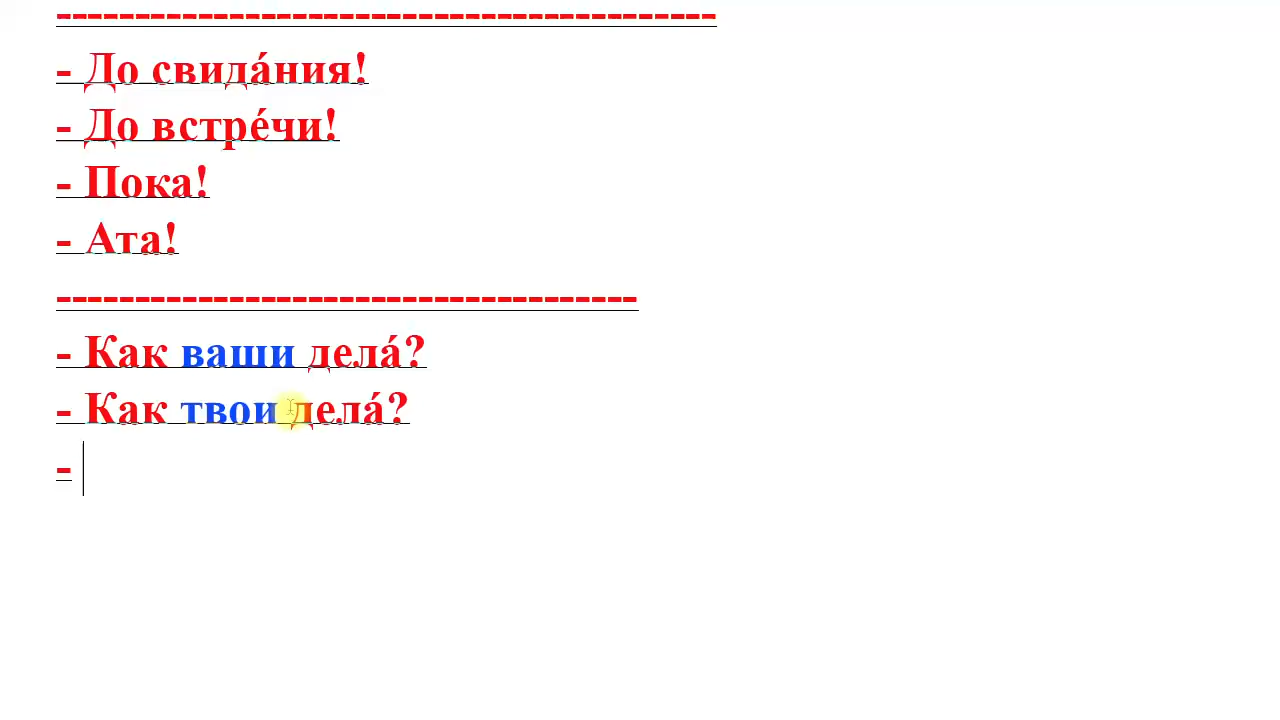 ------------------------------------------
- До свида́ния!
- До встре́чи!
- Пока!
- Ата!
-------------------------------------
- Как ваши дела́?
- Как твои дела́?
-